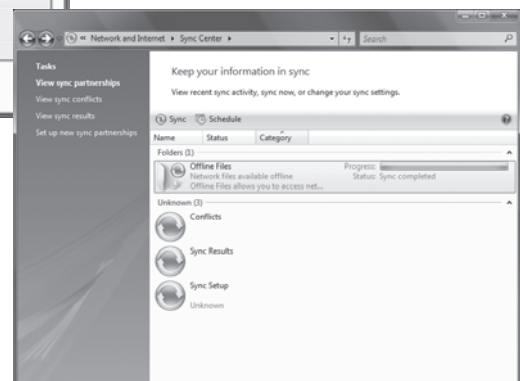 « Network and Internet ▸ Sync Center ▸
Search
Tasks
View sync partnerships
View sync conflicts
View sync results
Set up new sync partnerships
Keep your information in sync
View recent sync activity, sync now, or change your sync settings.
Sync Schedule
Name Status Category
Folders (1)
Offline Files Progress:
Network files available offline Status: Sync completed
Offline Files allows you to access net...
Unknown (3)
Conflicts
Sync Results
Sync Setup
Unknown